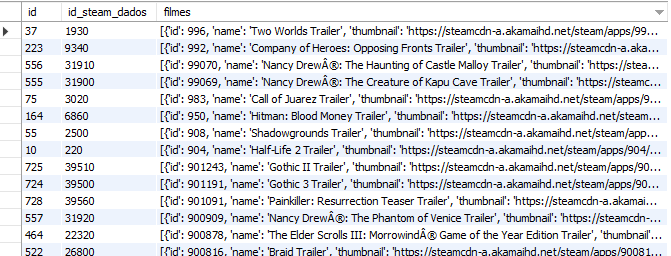 id id_steam_dados filmes
37 1930 [{'id': 996, 'name': 'Two Worlds Trailer', 'thumbnail': 'https://steamcdn-a.akamaihd.net/steam/apps/99...
223 9340 [{'id': 992, 'name': 'Company of Heroes: Opposing Fronts Trailer', 'thumbnail': 'https://steamcdn-a.aka...
556 31910 [{'id': 99070, 'name': 'Nancy DrewÂ®: The Haunting of Castle Malloy Trailer', 'thumbnail': 'https://steamc...
555 31900 [{'id': 99069, 'name': 'Nancy DrewÂ®: The Creature of Kapu Cave Trailer', 'thumbnail': 'https://steamcd...
75 3020 [{'id': 983, 'name': 'Call of Juarez Trailer', 'thumbnail': 'https://steamcdn-a.akamaihd.net/steam/apps/9...
164 6860 [{'id': 950, 'name': 'Hitman: Blood Money Trailer', 'thumbnail': 'https://steamcdn-a.akamaihd.net/steam...
55 2500 [{'id': 908, 'name': 'Shadowgrounds Trailer', 'thumbnail': 'https://steamcdn-a.akamaihd.net/steam/apps...
10 220 [{'id': 904, 'name': 'Half-Life 2 Trailer', 'thumbnail': 'https://steamcdn-a.akamaihd.net/steam/apps/904/...
725 39510 [{'id': 901243, 'name': 'Gothic II Trailer', 'thumbnail': 'https://steamcdn-a.akamaihd.net/steam/apps/90...
724 39500 [{'id': 901191, 'name': 'Gothic 3 Trailer', 'thumbnail': 'https://steamcdn-a.akamaihd.net/steam/apps/90...
728 39560 [{'id': 901091, 'name': 'Painkiller: Resurrection Teaser Trailer', 'thumbnail': 'https://steamcdn-a.akama...
557 31920 [{'id': 900909, 'name': 'Nancy DrewÂ®: The Phantom of Venice Trailer', 'thumbnail': 'https://steamcdn-...
464 22320 [{'id': 900878, 'name': 'The Elder Scrolls III: MorrowindÂ® Game of the Year Edition Trailer', 'thumbnail'...
522 26800 [{'id': 900816, 'name': 'Braid Trailer', 'thumbnail': 'https://steamcdn-a.akamaihd.net/steam/apps/90081...